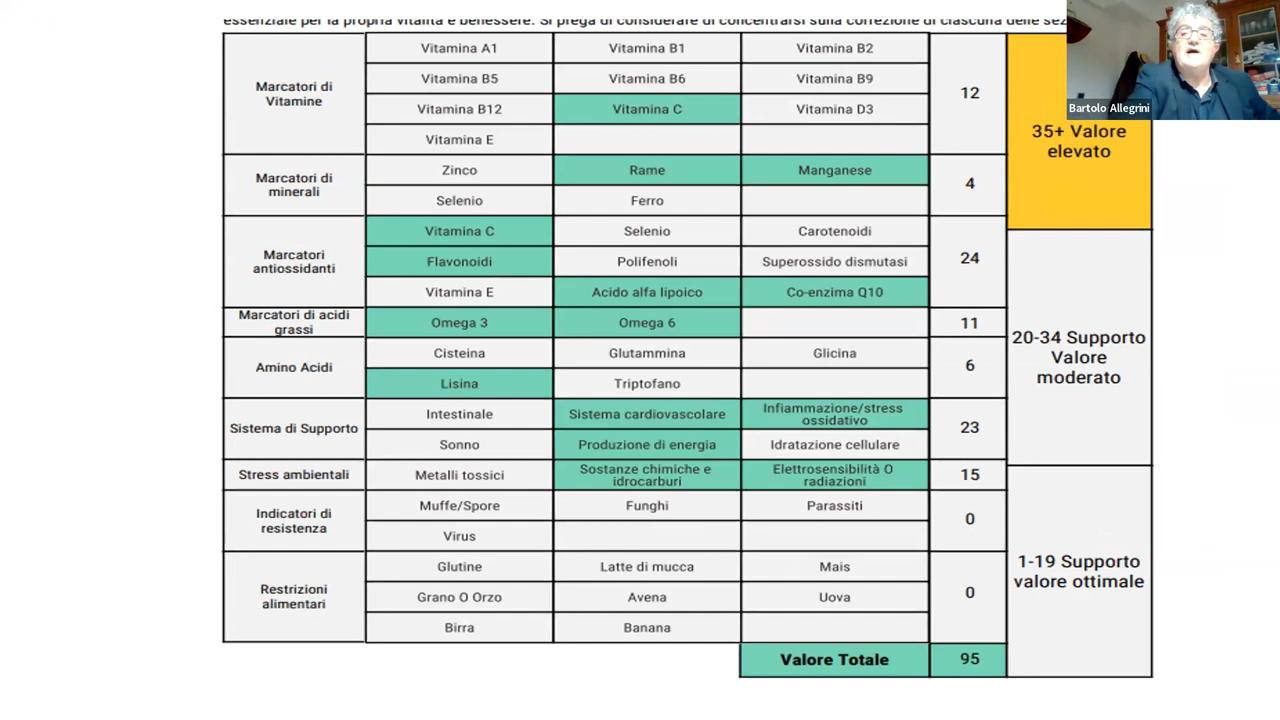 essenziale per la propria vitalità e benessere. Si prega di considerare di concentrarsi sulla correzione di ciascuna delle sez
Bartolo Allegrini
Marcatori di
Vitamine
Vitamina A1 Vitamina B1 Vitamina B2
Vitamina B5 Vitamina B6 Vitamina B9
Vitamina B12 Vitamina C Vitamina D3
Vitamina E
12
Marcatori di
minerali
Zinco Rame Manganese
Selenio Ferro
4
Marcatori
antiossidanti
Vitamina C Selenio Carotenoidi
Flavonoidi Polifenoli Superossido dismutasi
Vitamina E Acido alfa lipoico Co-enzima Q10
24
Marcatori di acidi
grassi
Omega 3 Omega 6
11
Amino Acidi
Cisteina Glutammina Glicina
Lisina Triptofano
6
Sistema di Supporto
Intestinale Sistema cardiovascolare Infiammazione/stress
ossidativo
Sonno Produzione di energia Idratazione cellulare
23
Stress ambientali
Metalli tossici Sostanze chimiche e
idrocarburi
Elettrosensibilità O
radiazioni
15
Indicatori di
resistenza
Muffe/Spore Funghi Parassiti
Virus
0
Restrizioni
alimentari
Glutine Latte di mucca Mais
Grano O Orzo Avena Uova
Birra Banana
0
Valore Totale 95
35+ Valore
elevato
20-34 Supporto
Valore
moderato
1-19 Supporto
valore ottimale